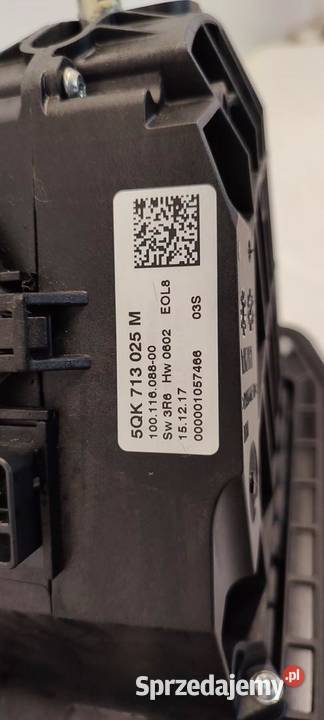 5QK 713 025 M
100.116.088-00
Sw 3R6 Hw 0602 EOL8
15.12.17
000001057466 03S
Sprzedajemy.pl